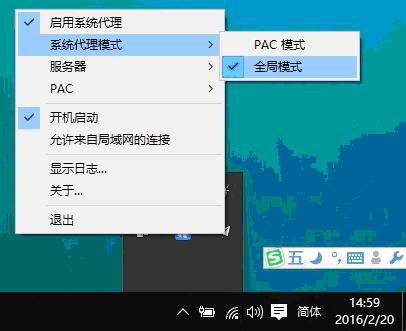 启用系统代理
系统代理模式
服务器
PAC
开机启动
允许来自局域网的连接
显示日志...
关于...
退出
PAC 模式
全局模式
S 五
简体
14:59
2016/2/20